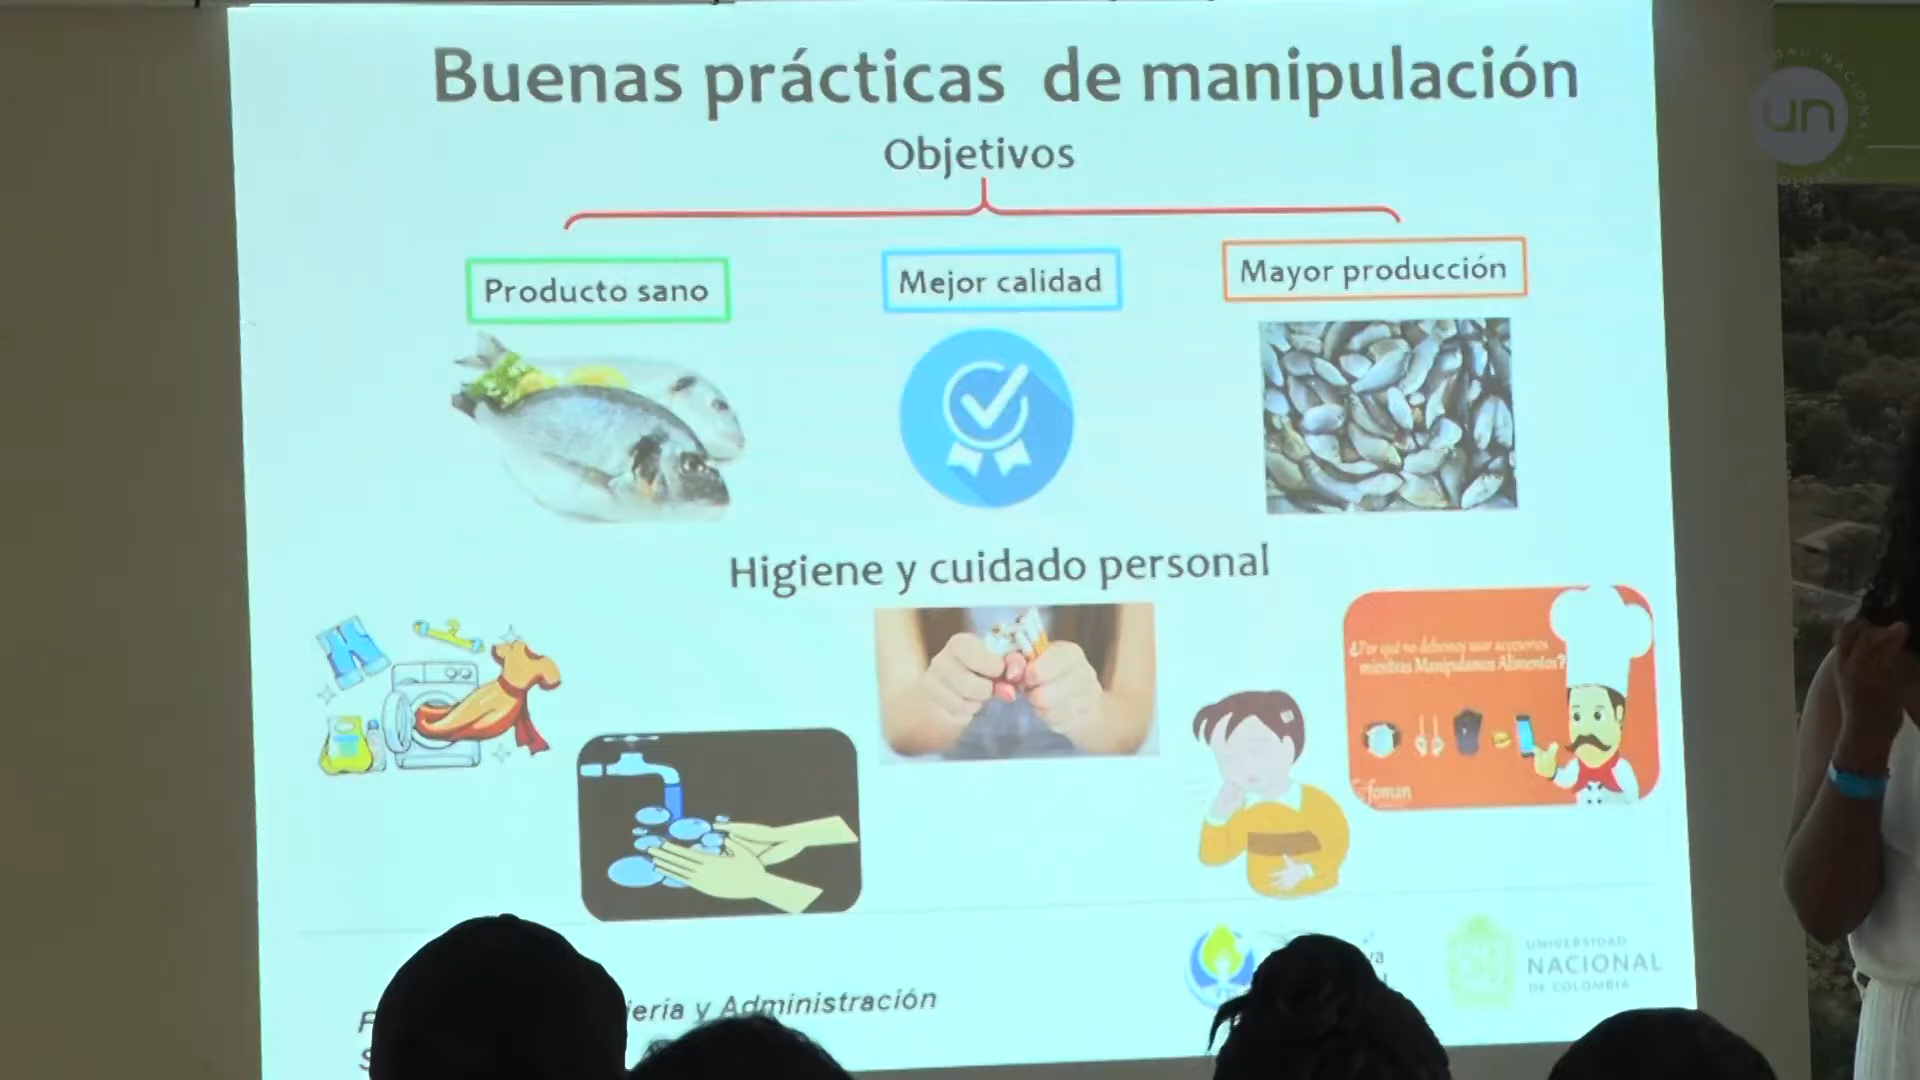 Buenas prácticas de manipulación
Objetivos
Producto sano
Mejor calidad
Mayor producción
Higiene y cuidado personal
¿Por qué no debemos usar accesorios
mientras Manipulamos Alimentos?
UNIVERSIDAD
NACIONAL
DE COLOMBIA
y Administración
un